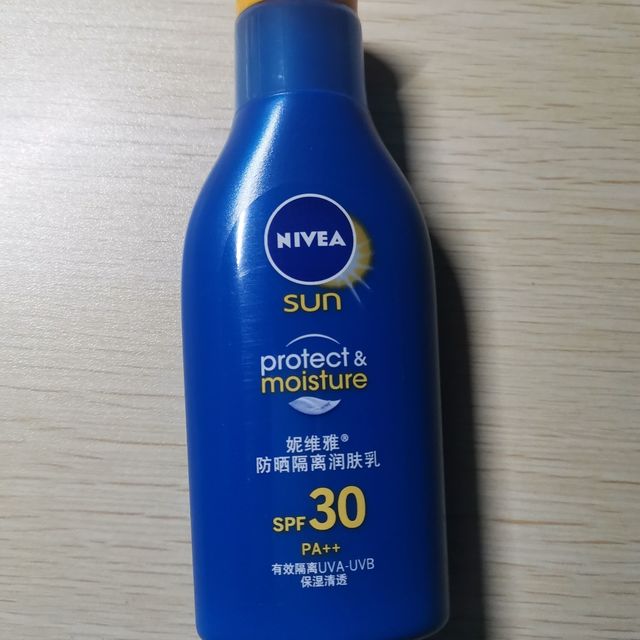 NIVEA
sun
protect &
moisture
妮维雅®
防晒隔离润肤乳
SPF 30
PA++
有效隔离UVA-UVB
保湿清透